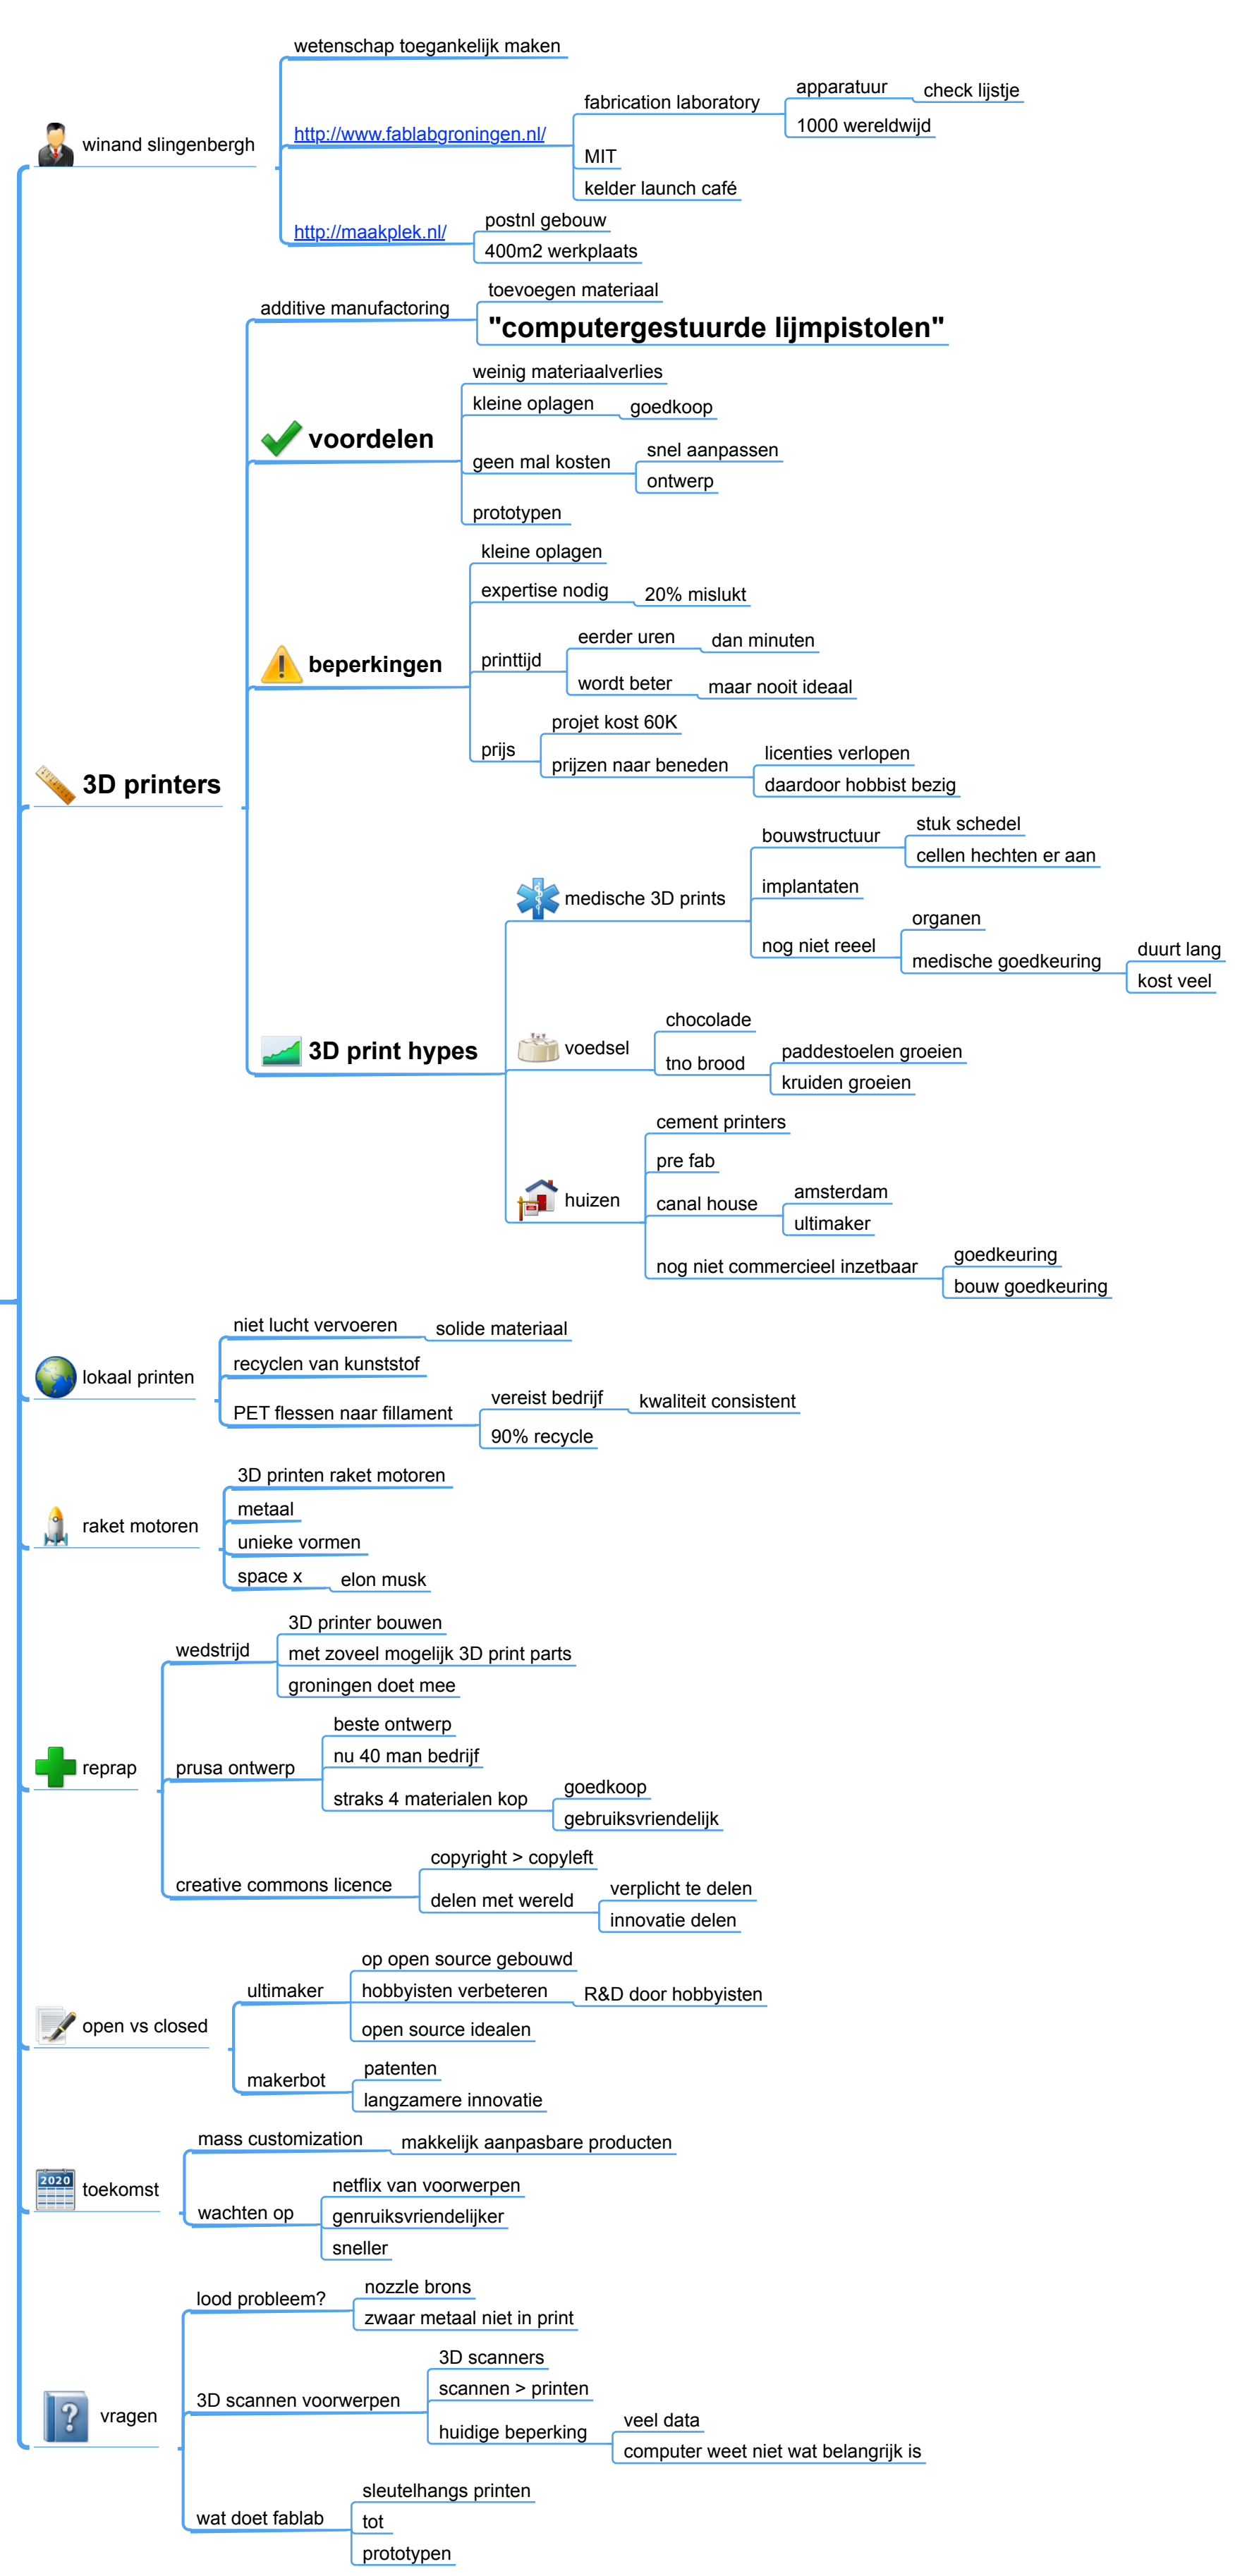 wetenschap toegankelijk maken
winand slingenbergh
http://www.fablabgroningen.nl/
fabrication laboratory
apparatuur
check lijstje
1000 wereldwijd
MIT
kelder launch café
http://maakplek.nl/
postnl gebouw
400m2 werkplaats
3D printers
additive manufactoring
toevoegen materiaal
"computergestuurde lijmpistolen"
voordelen
weinig materiaalverlies
kleine oplagen
goedkoop
geen mal kosten
snel aanpassen
ontwerp
prototypen
beperkingen
kleine oplagen
expertise nodig
20% mislukt
printtijd
eerder uren
dan minuten
wordt beter
maar nooit ideaal
prijs
projet kost 60K
prijzen naar beneden
licenties verlopen
daardoor hobbist bezig
3D print hypes
medische 3D prints
bouwstructuur
stuk schedel
cellen hechten er aan
implantaten
nog niet reeel
organen
medische goedkeuring
duurt lang
kost veel
voedsel
chocolade
tno brood
paddestoelen groeien
kruiden groeien
huizen
cement printers
pre fab
canal house
amsterdam
ultimaker
nog niet commercieel inzetbaar
goedkeuring
bouw goedkeuring
lokaal printen
niet lucht vervoeren
solide materiaal
recyclen van kunststof
PET flessen naar fillament
vereist bedrijf
kwaliteit consistent
90% recycle
raket motoren
3D printen raket motoren
metaal
unieke vormen
space x
elon musk
reprap
wedstrijd
3D printer bouwen
met zoveel mogelijk 3D print parts
groningen doet mee
prusa ontwerp
beste ontwerp
nu 40 man bedrijf
straks 4 materialen kop
goedkoop
gebruiksvriendelijk
creative commons licence
copyright > copyleft
delen met wereld
verplicht te delen
innovatie delen
open vs closed
ultimaker
op open source gebouwd
hobbyisten verbeteren
R&D door hobbyisten
open source idealen
makerbot
patenten
langzamere innovatie
2020
toekomst
mass customization
makkelijk aanpasbare producten
wachten op
netflix van voorwerpen
genruiksvriendelijker
sneller
?
vragen
lood probleem?
nozzle brons
zwaar metaal niet in print
3D scannen voorwerpen
3D scanners
scannen > printen
huidige beperking
veel data
computer weet niet wat belangrijk is
wat doet fablab
sleutelhangs printen
tot
prototypen